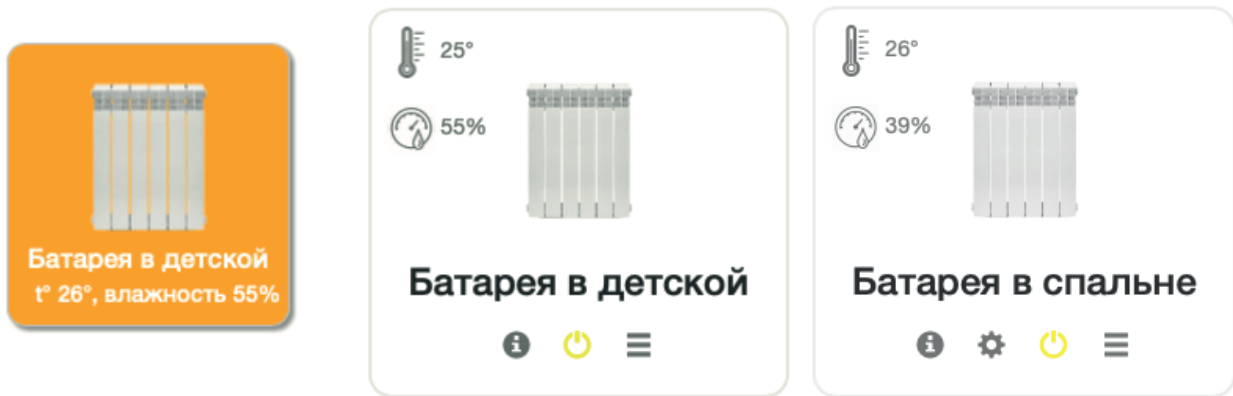 Батарея в детской
t° 26°, влажность 55%
25°
55%
Батарея в детской
26°
39%
Батарея в спальне